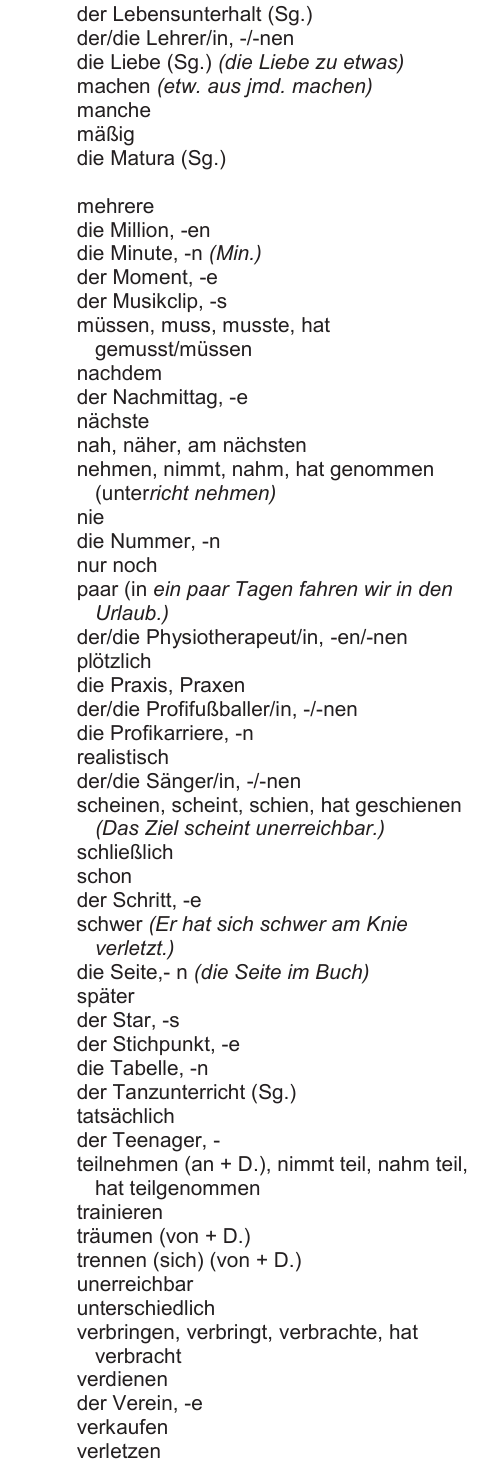 der Lebensunterhalt (Sg.)
der/die Lehrer/in, -/-nen
die Liebe (Sg.) (die Liebe zu etwas)
machen (etw. aus jmd. machen)
manche
mäßig
die Matura (Sg.)
mehrere
die Million, -en
die Minute, -n (Min.)
der Moment, -e
der Musikclip, -s
müssen, muss, musste, hat
gemusst/müssen
nachdem
der Nachmittag, -e
nächste
nah, näher, am nächsten
nehmen, nimmt, nahm, hat genommen
(unterricht nehmen)
nie
die Nummer, -n
nur noch
paar (in ein paar Tagen fahren wir in den
Urlaub.)
der/die Physiotherapeut/in, -en/-nen
plötzlich
die Praxis, Praxen
der/die Profifußballer/in, -/-nen
die Profikarriere, -n
realistisch
der/die Sänger/in, -/-nen
scheinen, scheint, schien, hat geschienen
(Das Ziel scheint unerreichbar.)
schließlich
schon
der Schritt, -e
schwer (Er hat sich schwer am Knie
verletzt.)
die Seite,- n (die Seite im Buch)
später
der Star, -s
der Stichpunkt, -e
die Tabelle, -n
der Tanzunterricht (Sg.)
tatsächlich
der Teenager, -
teilnehmen (an + D.), nimmt teil, nahm teil,
hat teilgenommen
trainieren
träumen (von + D.)
trennen (sich) (von + D.)
unerreichbar
unterschiedlich
verbringen, verbringt, verbrachte, hat
verbracht
verdienen
der Verein, -e
verkaufen
verletzen